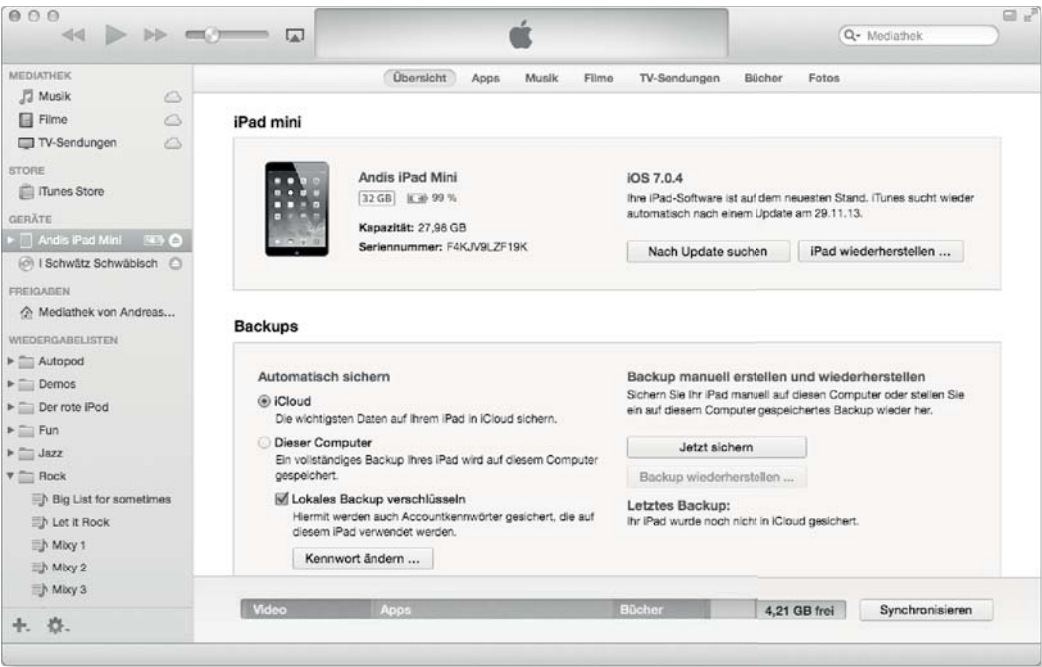 Mediathek
MEDIATHEK
Musik
Filme
TV-Sendungen
STORE
iTunes Store
GERÄTE
Andis iPad Mini
I Schwätz Schwäbisch
FREIGABEN
Mediathek von Andreas...
WIEDERGABELISTEN
Autopod
Demos
Der rote iPod
Fun
Jazz
Rock
Big List for sometimes
Let it Rock
Mixy 1
Mixy 2
Mixy 3
Übersicht Apps Musik Filme TV-Sendungen Bücher Fotos
iPad mini
Andis iPad Mini
32 GB 99 %
Kapazität: 27,98 GB
Seriennummer: F4KJV9LZF19K
iOS 7.0.4
Ihre iPad-Software ist auf dem neuesten Stand. iTunes sucht wieder
automatisch nach einem Update am 29.11.13.
Nach Update suchen iPad wiederherstellen ...
Backups
Automatisch sichern
iCloud
Die wichtigsten Daten auf Ihrem iPad in iCloud sichern.
Dieser Computer
Ein vollständiges Backup Ihres iPad wird auf diesem Computer
gespeichert.
Lokales Backup verschlüsseln
Hiermit werden auch Accountkennwörter gesichert, die auf
diesem iPad verwendet werden.
Kennwort ändern ...
Backup manuell erstellen und wiederherstellen
Sichern Sie Ihr iPad manuell auf diesen Computer oder stellen Sie
ein auf diesem Computer gespeichertes Backup wieder her.
Jetzt sichern
Backup wiederherstellen ...
Letztes Backup:
Ihr iPad wurde noch nicht in iCloud gesichert.
Video Apps Bücher 4,21 GB frei Synchronisieren